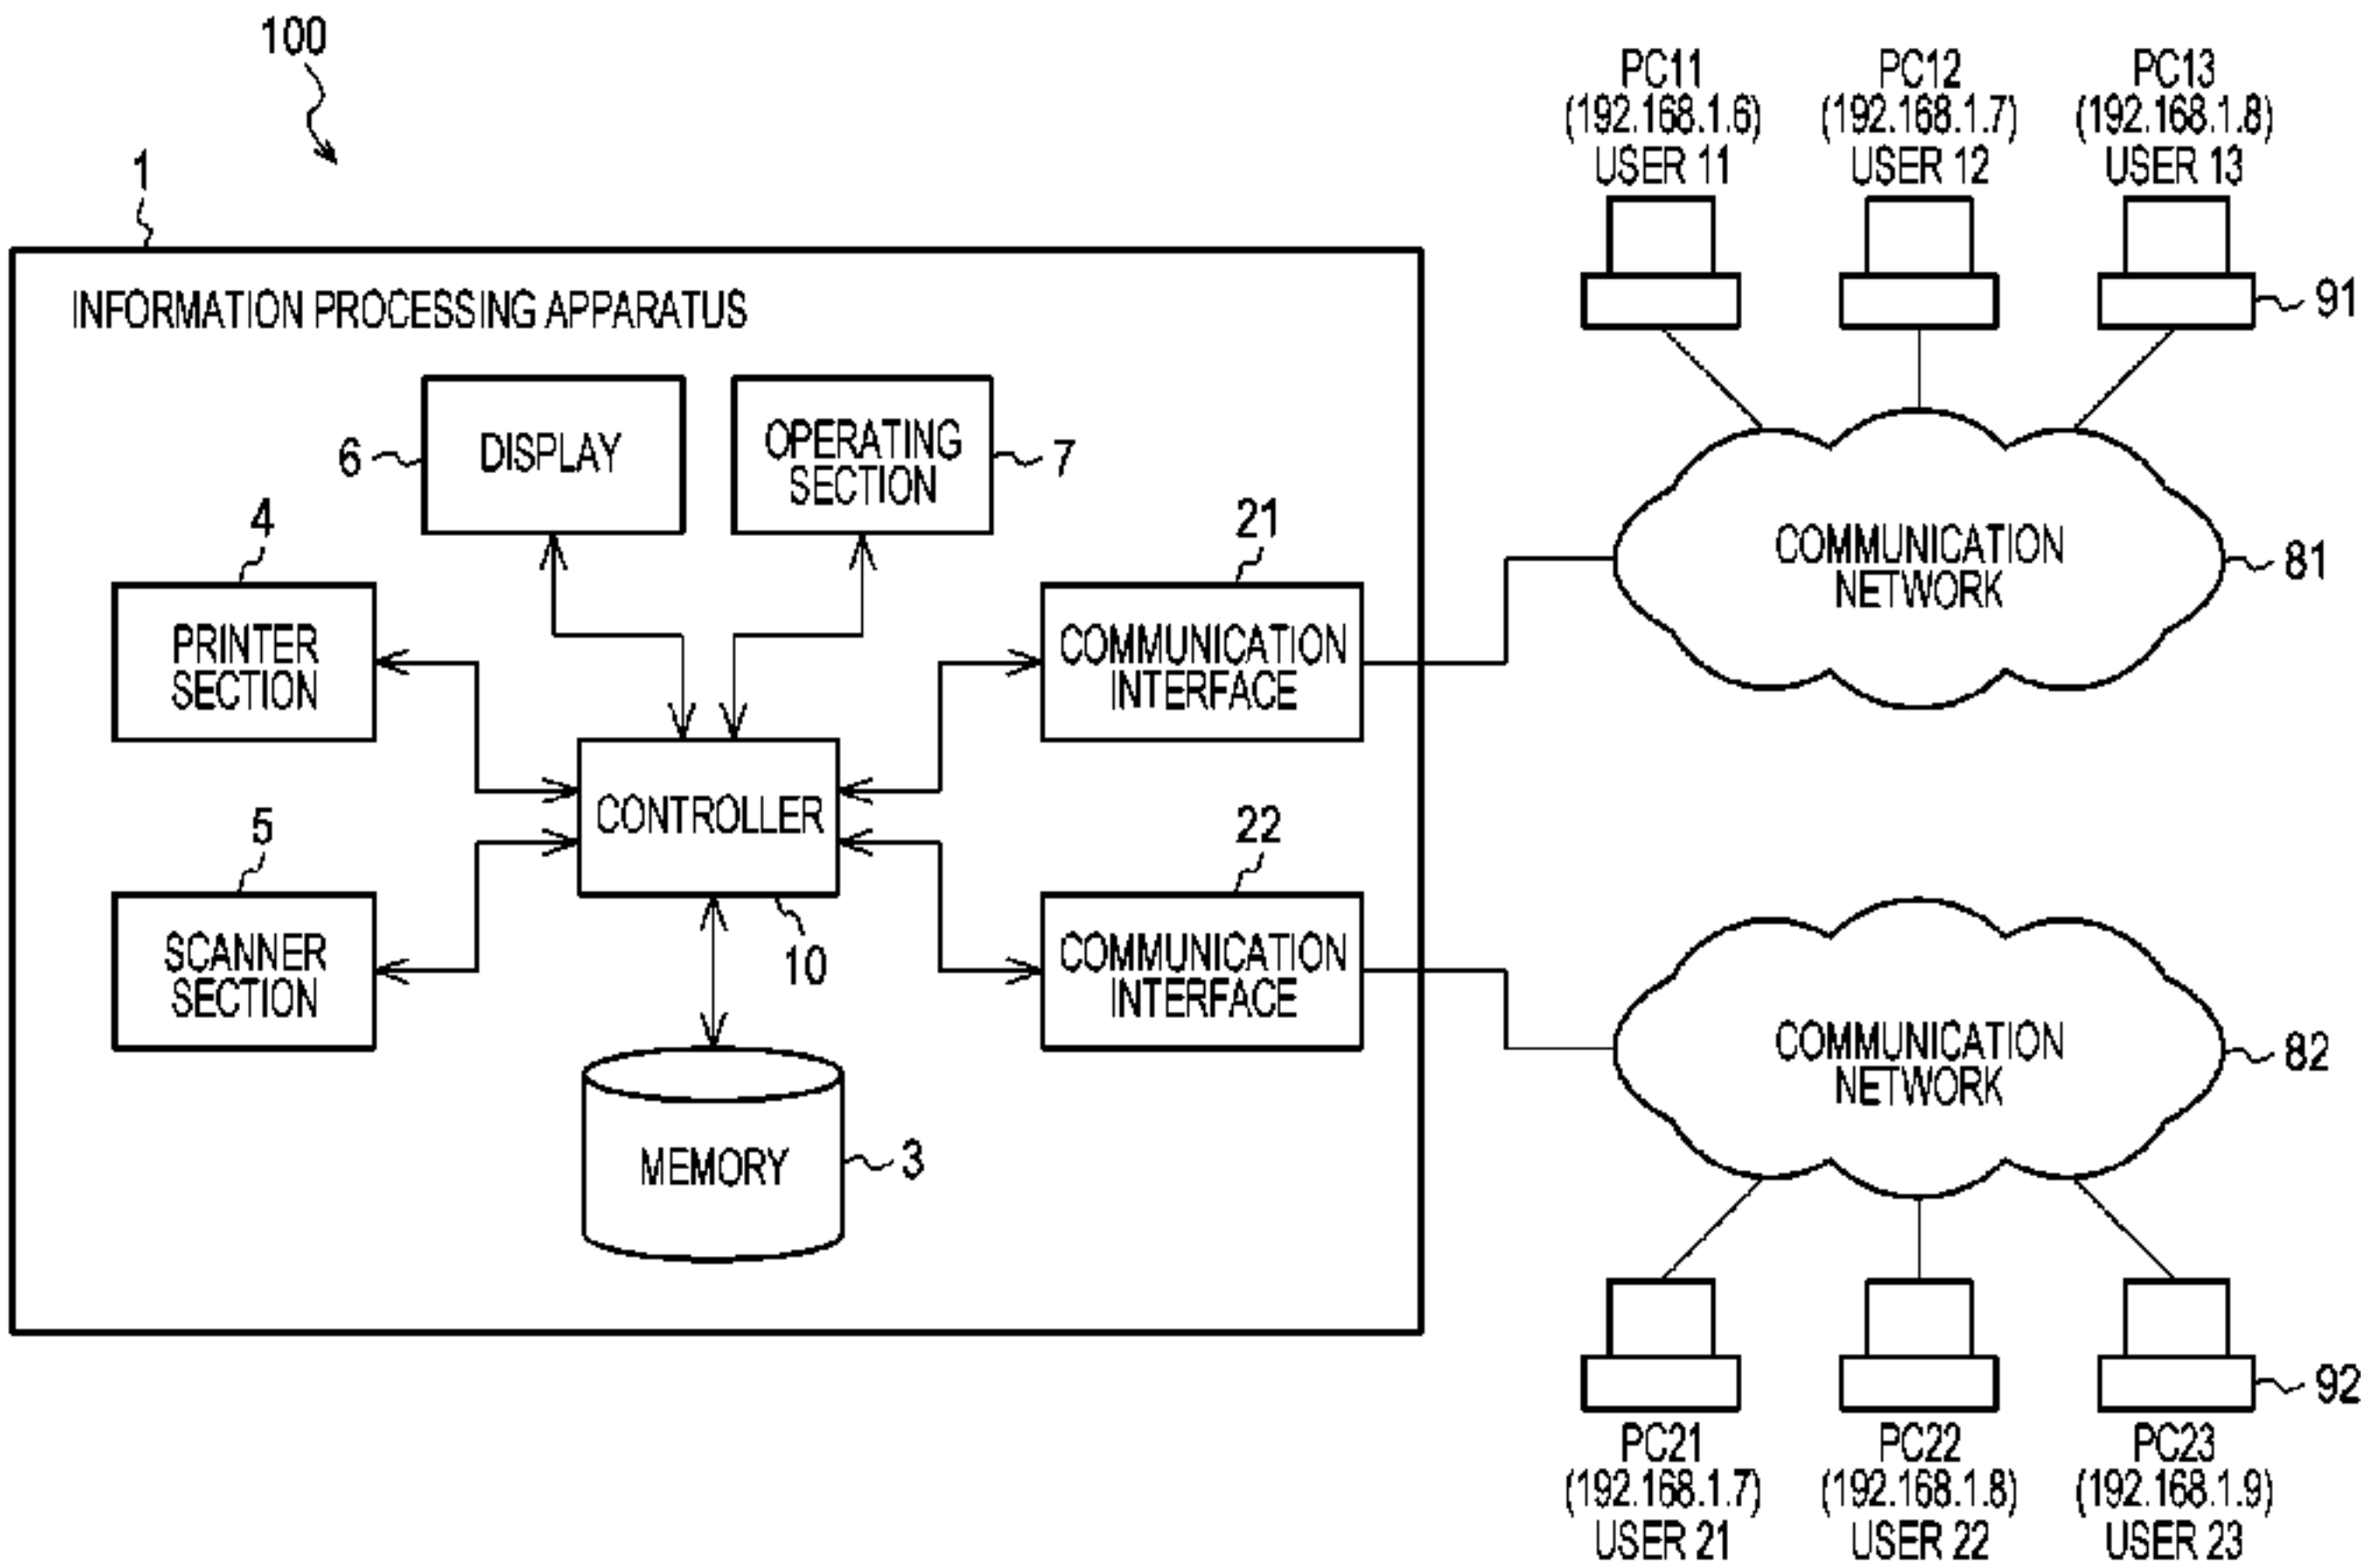 100
PC11
(192.168.1.6)
USER 11
PC12
(192.168.1.7)
USER 12
PC13
(192.168.1.8)
USER 13
91
1
INFORMATION PROCESSING APPARATUS
6
DISPLAY
OPERATING
SECTION
7
4
PRINTER
SECTION
21
COMMUNICATION
INTERFACE
COMMUNICATION
NETWORK
81
CONTROLLER
10
5
SCANNER
SECTION
22
COMMUNICATION
INTERFACE
COMMUNICATION
NETWORK
82
MEMORY
3
92
PC21
(192.168.1.7)
USER 21
PC22
(192.168.1.8)
USER 22
PC23
(192.168.1.9)
USER 23